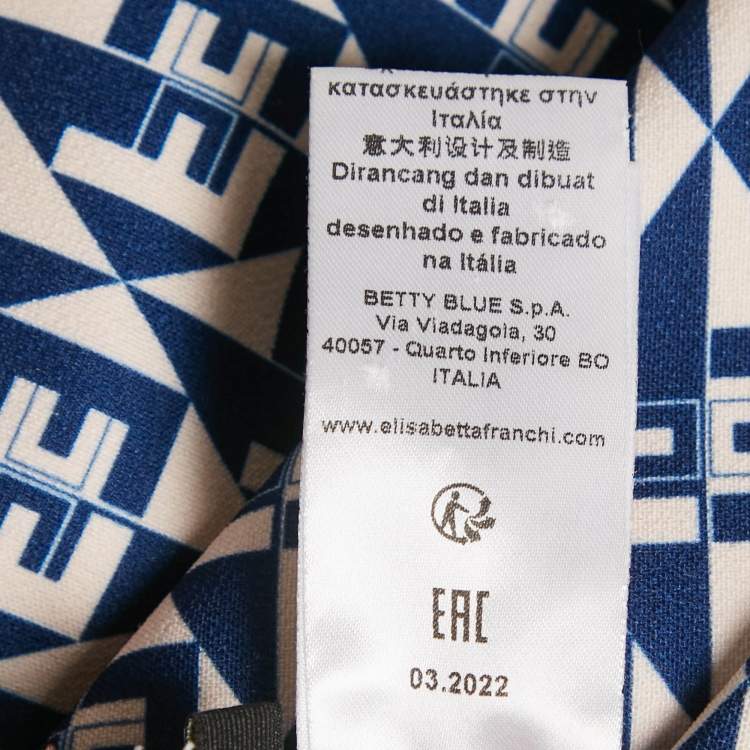 κατασκευάστηκε στην
Ιταλία
意大利设计及制造
Dirancang dan dibuat
di Italia
desenhado e fabricado
na Itália
BETTY BLUE S.p.A.
Via Viadagola, 30
40057 - Quarto Inferiore BO
ITALIA
www.elisabettafranchi.com
EAC
03.2022